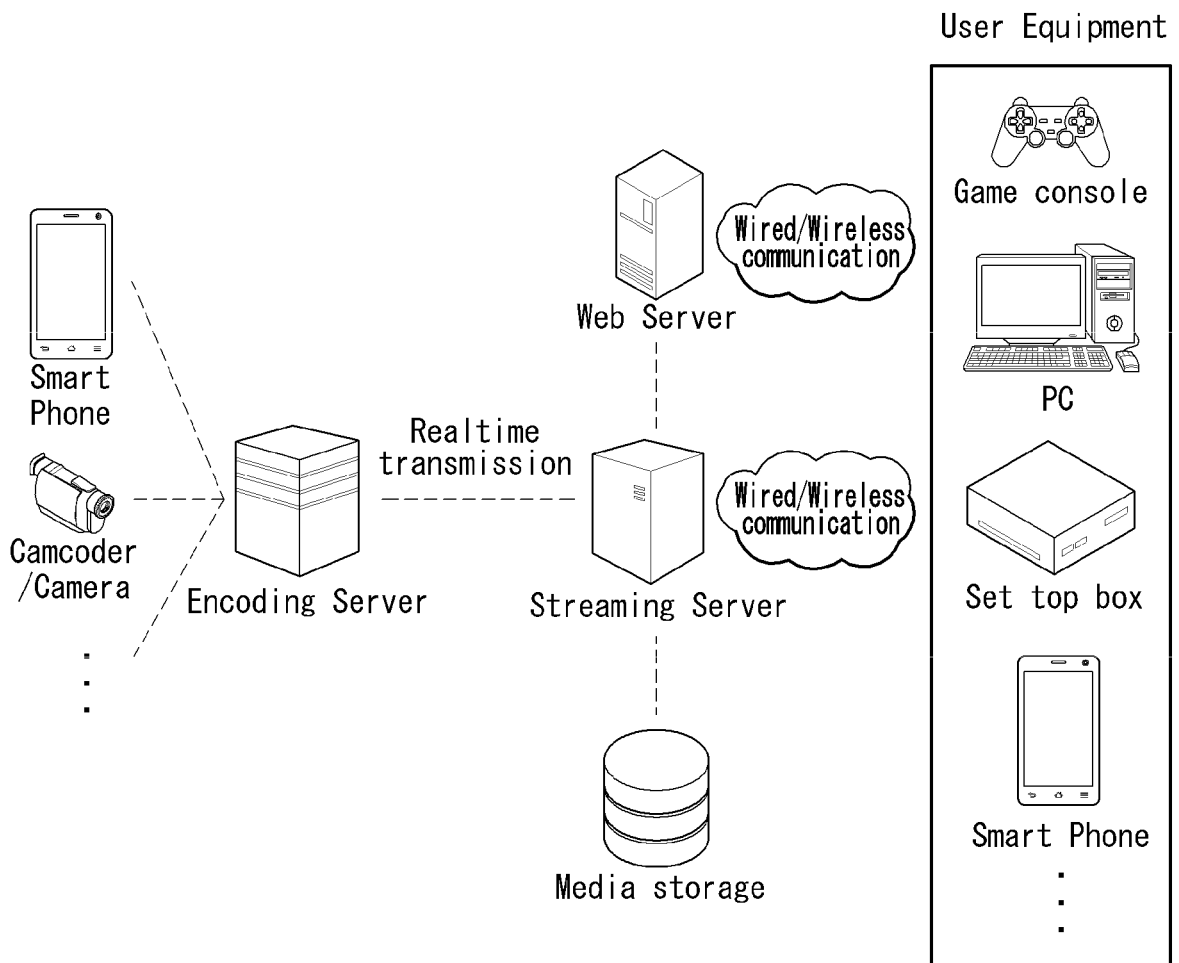 User Equipment
Game console
Wired/Wireless
communication
Web Server
Smart
Phone
PC
Realtime
transmission
Wired/Wireless
communication
Camcoder
/Camera
Encoding Server
Streaming Server
Set top box
Smart Phone
Media storage